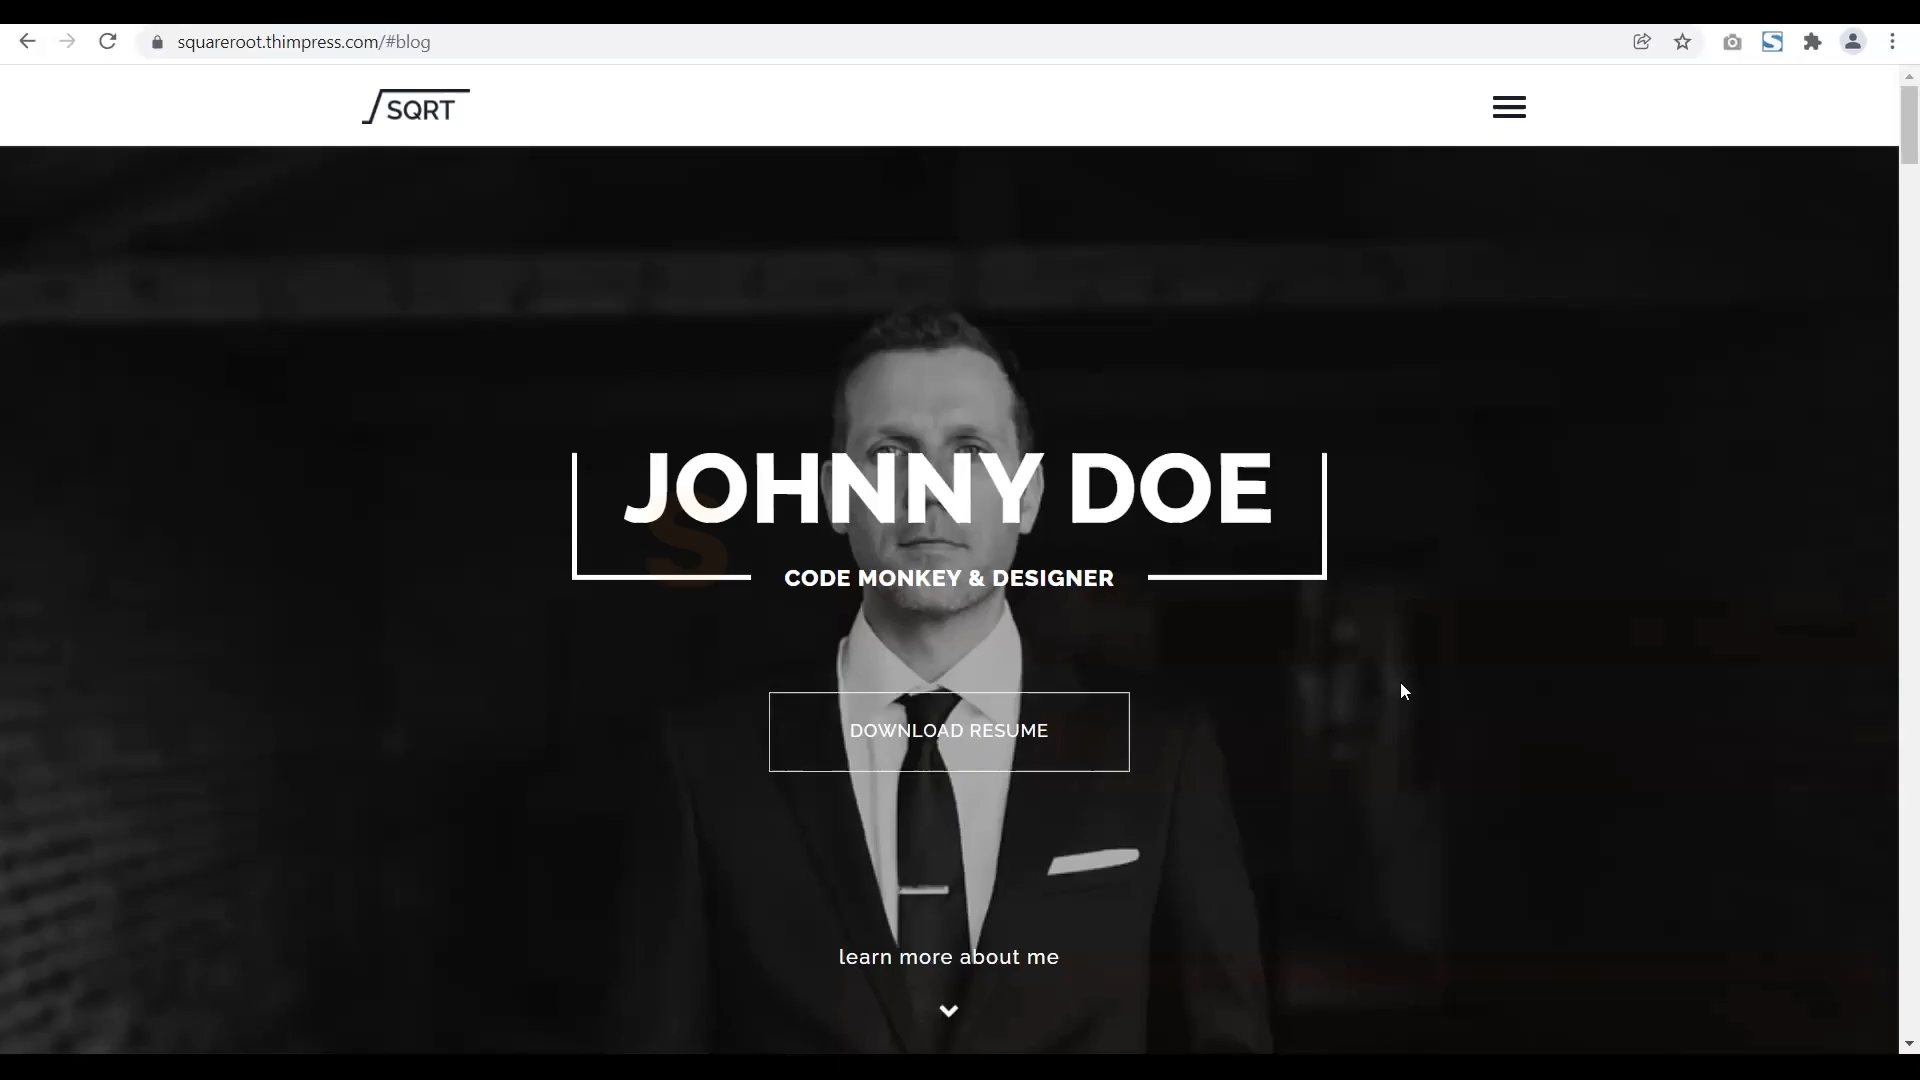 squareroot.thimpress.com/#blog
SQRT
JOHNNY DOE
CODE MONKEY & DESIGNER
DOWNLOAD RESUME
learn more about me